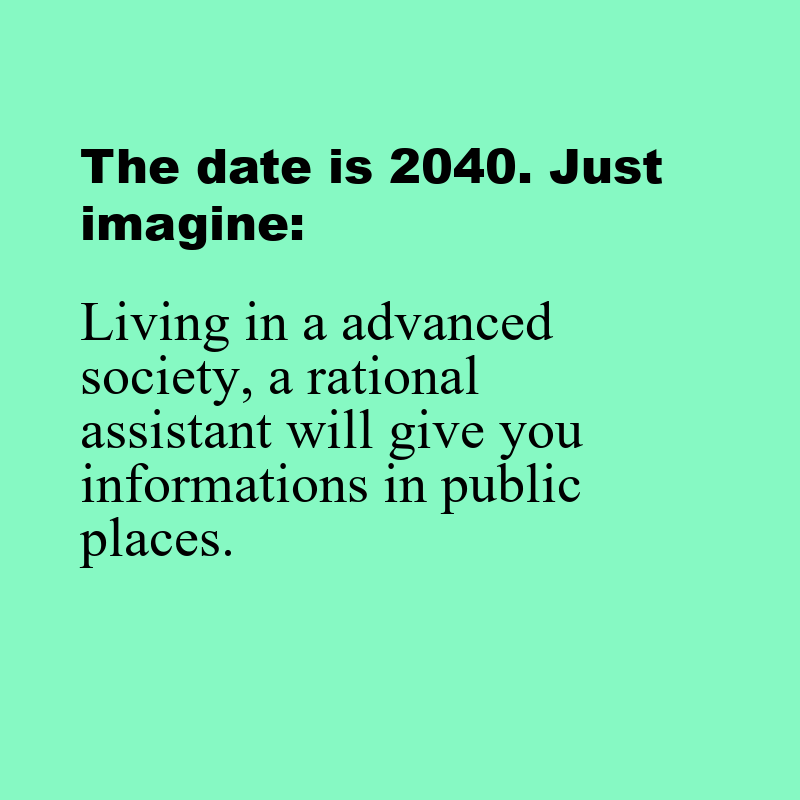 The date is 2040. Just
imagine:
Living in a advanced
society, a rational
assistant will give you
informations in public
places.